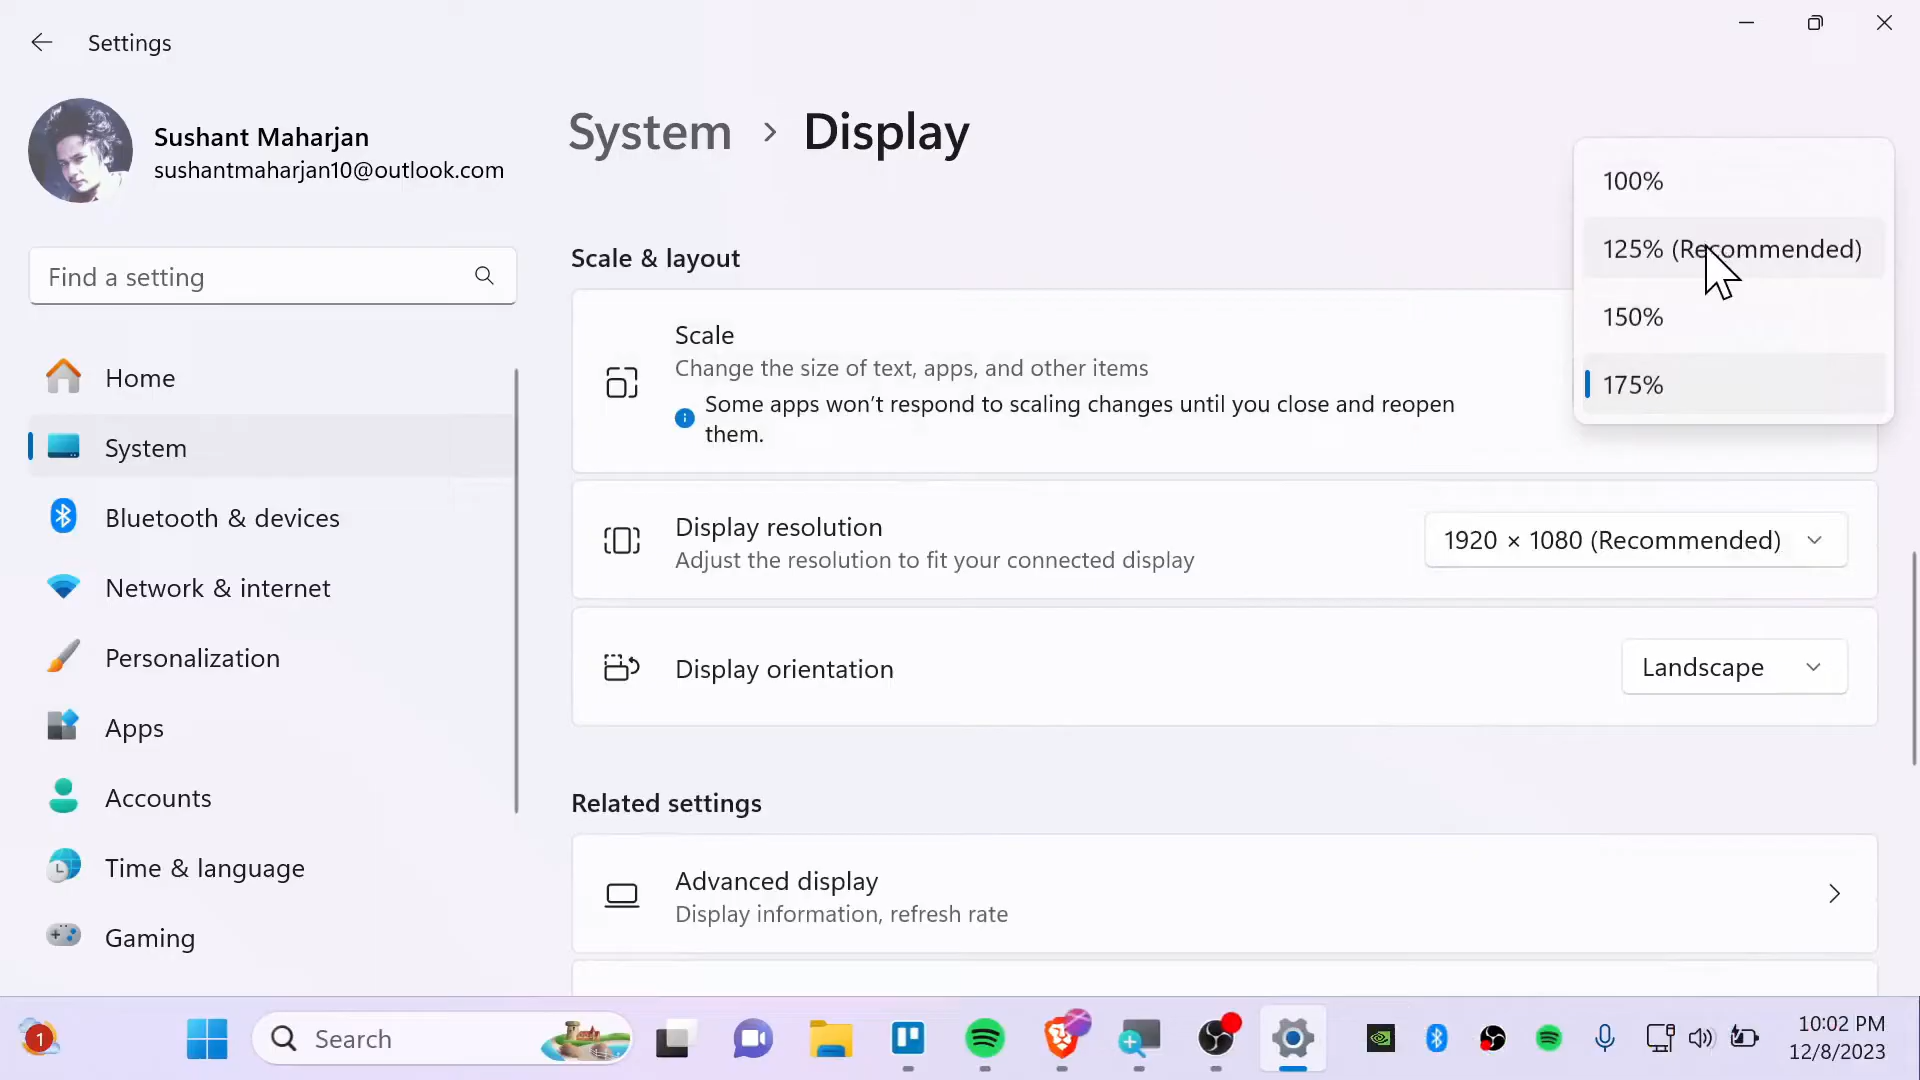 Settings
Sushant Maharjan
sushantmaharjan10@outlook.com
Find a setting
Home
System
Bluetooth & devices
Network & internet
Personalization
Apps
Accounts
Time & language
Gaming
System › Display
Scale & layout
Scale
Change the size of text, apps, and other items
Some apps won't respond to scaling changes until you close and reopen
them.
100%
125% (Recommended)
150%
175%
Display resolution
Adjust the resolution to fit your connected display
1920 × 1080 (Recommended)
Display orientation
Landscape
Related settings
Advanced display
Display information, refresh rate
1
Search
10:02 PM
12/8/2023